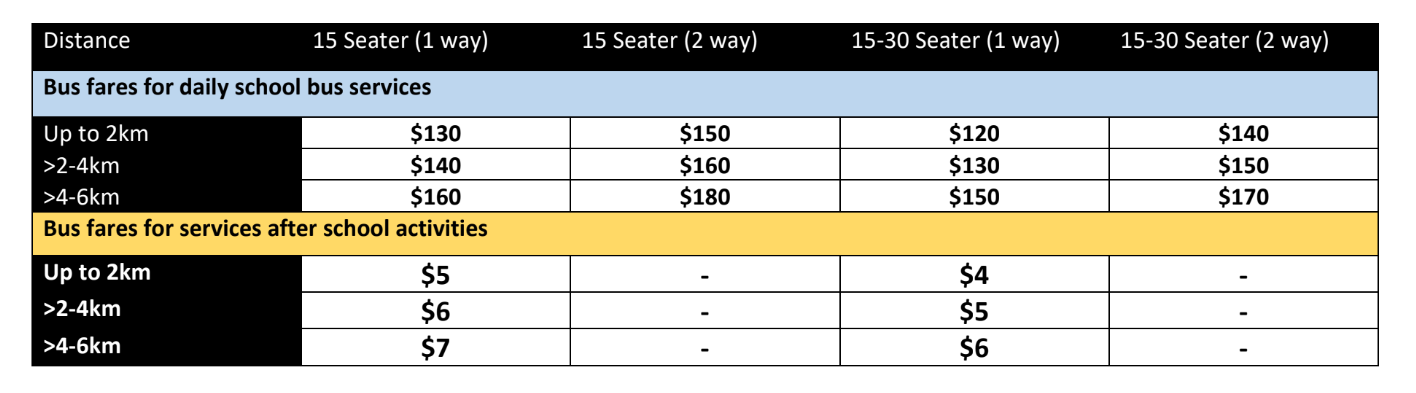 Distance 15 Seater (1 way) 15 Seater (2 way) 15-30 Seater (1 way) 15-30 Seater (2 way)
Bus fares for daily school bus services
Up to 2km $130 $150 $120 $140
>2-4km $140 $160 $130 $150
>4-6km $160 $180 $150 $170
Bus fares for services after school activities
Up to 2km $5 - $4 -
>2-4km $6 - $5 -
>4-6km $7 - $6 -